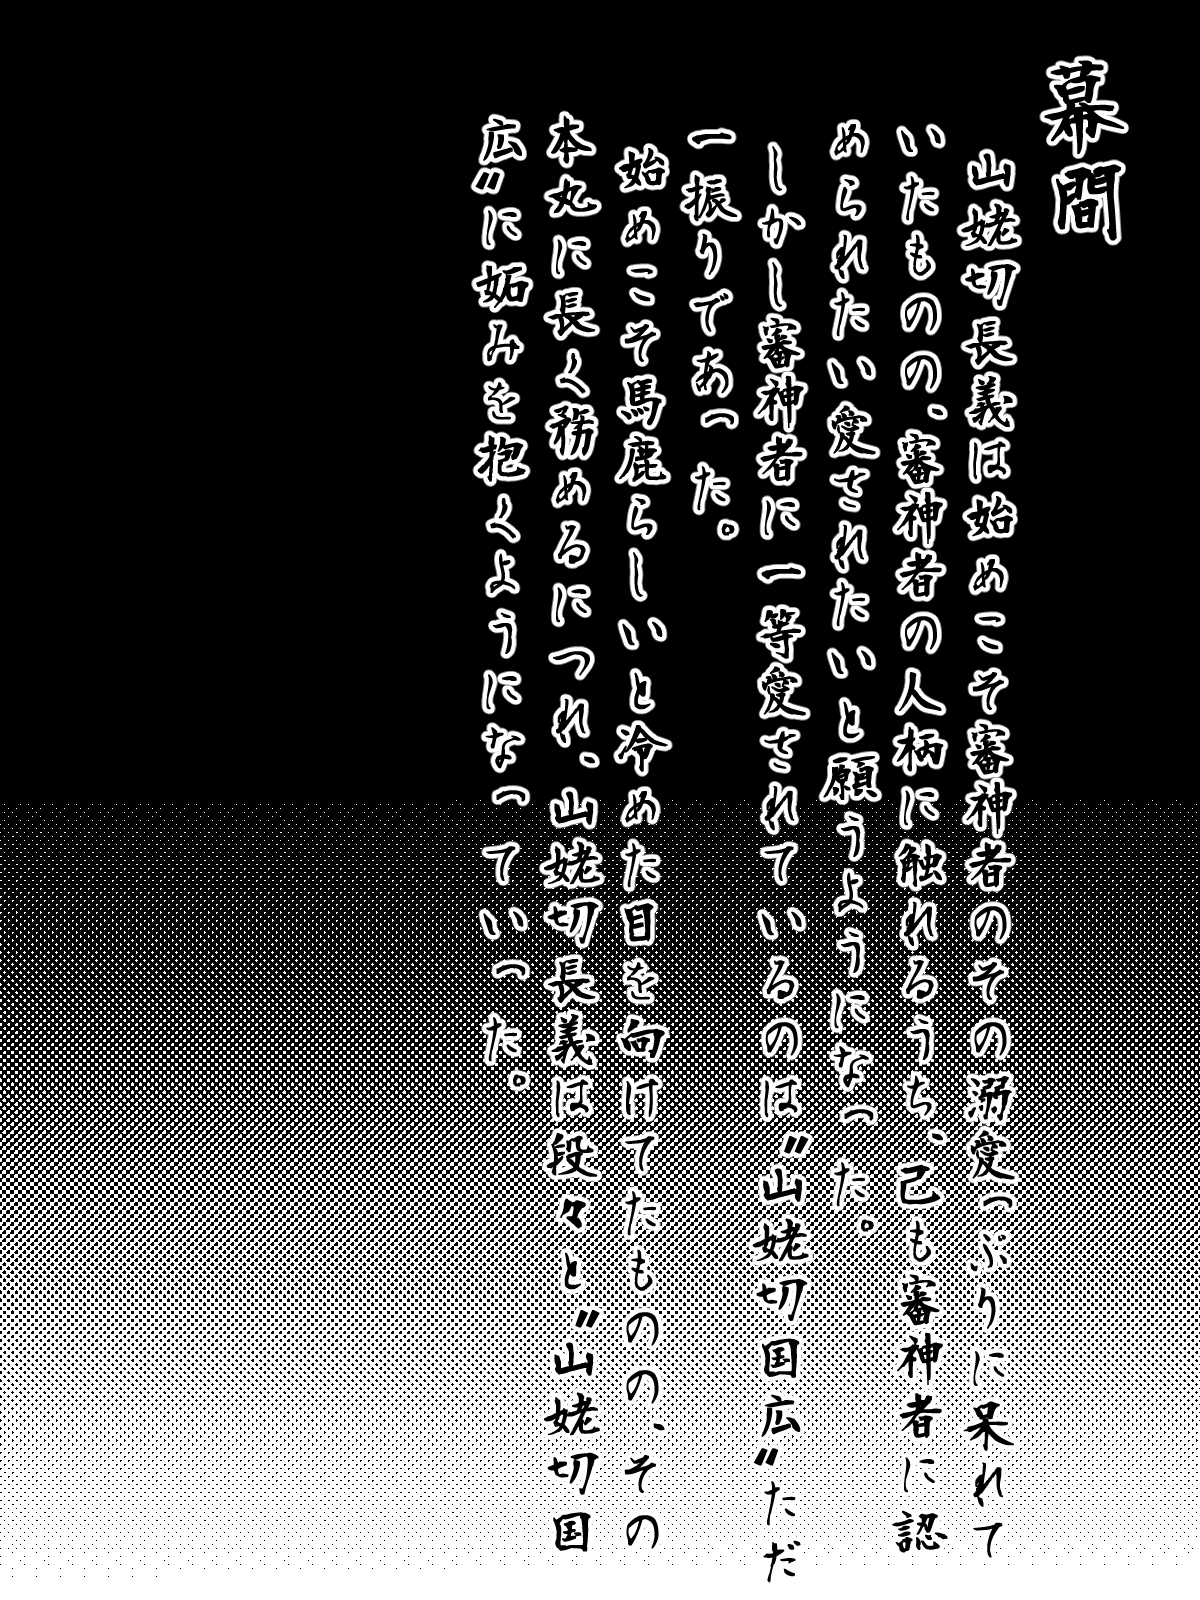 幕間
山姥切長義は始めこそ審神者のその溺愛っぷりに呆れて
いたものの、審神者の人柄に触れるうち、己も審神者に認
められたい愛されたいと願うようになった。
しかし審神者に一等愛されているのは〝山姥切国広〟ただ
一振りであった。
始めこそ馬鹿らしいと冷めた目を向けてたものの、その
本丸に長く務めるにつれ、山姥切長義は段々と〝山姥切国
広〟に妬みを抱くようになっていった。